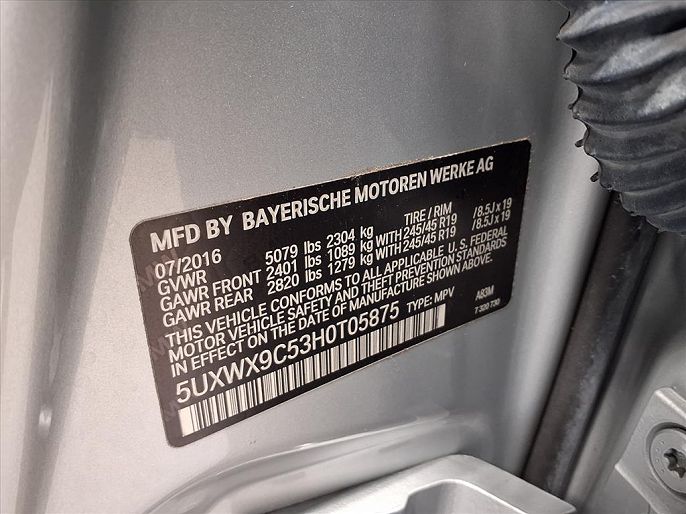 MFD BY BAYERISCHE MOTOREN WERKE AG
07/2016 TIRE / RIM
GVWR 5079 lbs 2304 kg
GAWR FRONT 2401 lbs 1089 kg WITH 245/45 R19 /8.5J x 19
GAWR REAR 2820 lbs 1279 kg WITH 245/45 R19 /8.5J x 19
THIS VEHICLE CONFORMS TO ALL APPLICABLE U.S. FEDERAL
MOTOR VEHICLE SAFETY AND THEFT PREVENTION STANDARDS
IN EFFECT ON THE DATE OF MANUFACTURE SHOWN ABOVE.
5UXWX9C53H0T05875 TYPE: MPV A83M
T 320 730